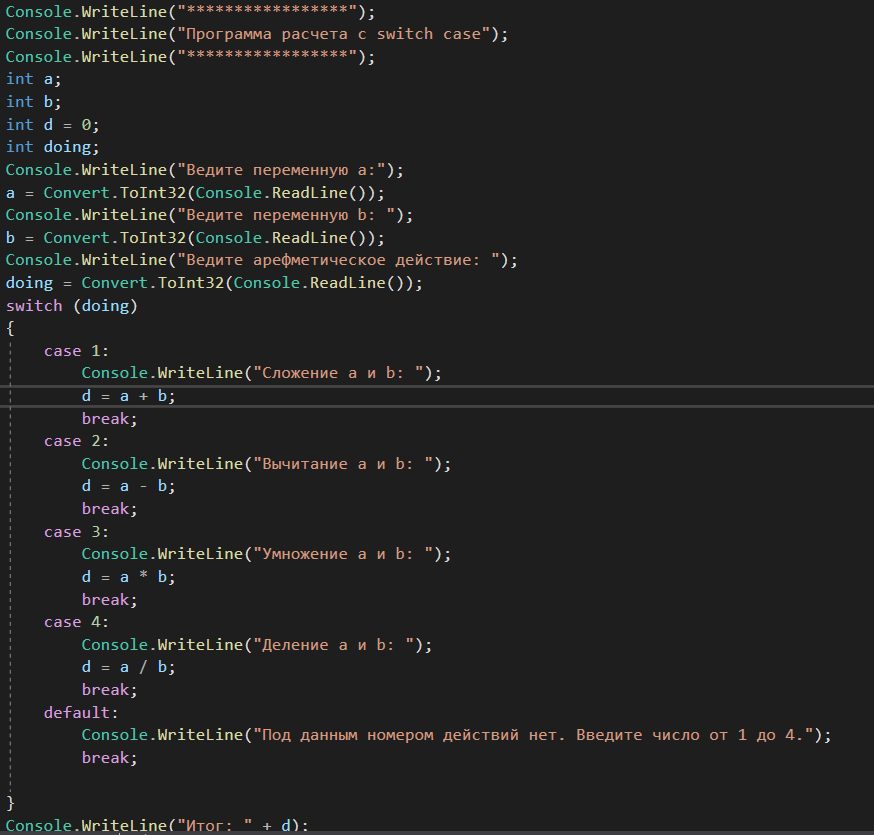 Console.WriteLine("*****************");
Console.WriteLine("Программа расчета с switch case");
Console.WriteLine("*****************");
int a;
int b;
int d = 0;
int doing;
Console.WriteLine("Ведите переменную a:");
a = Convert.ToInt32(Console.ReadLine());
Console.WriteLine("Ведите переменную b: ");
b = Convert.ToInt32(Console.ReadLine());
Console.WriteLine("Ведите арефметическое действие: ");
doing = Convert.ToInt32(Console.ReadLine());
switch (doing)
{
    case 1:
        Console.WriteLine("Сложение a и b: ");
        d = a + b;
        break;
    case 2:
        Console.WriteLine("Вычитание a и b: ");
        d = a - b;
        break;
    case 3:
        Console.WriteLine("Умножение a и b: ");
        d = a * b;
        break;
    case 4:
        Console.WriteLine("Деление a и b: ");
        d = a / b;
        break;
    default:
        Console.WriteLine("Под данным номером действий нет. Введите число от 1 до 4.");
        break;
}
Console.WriteLine("Итог: " + d);